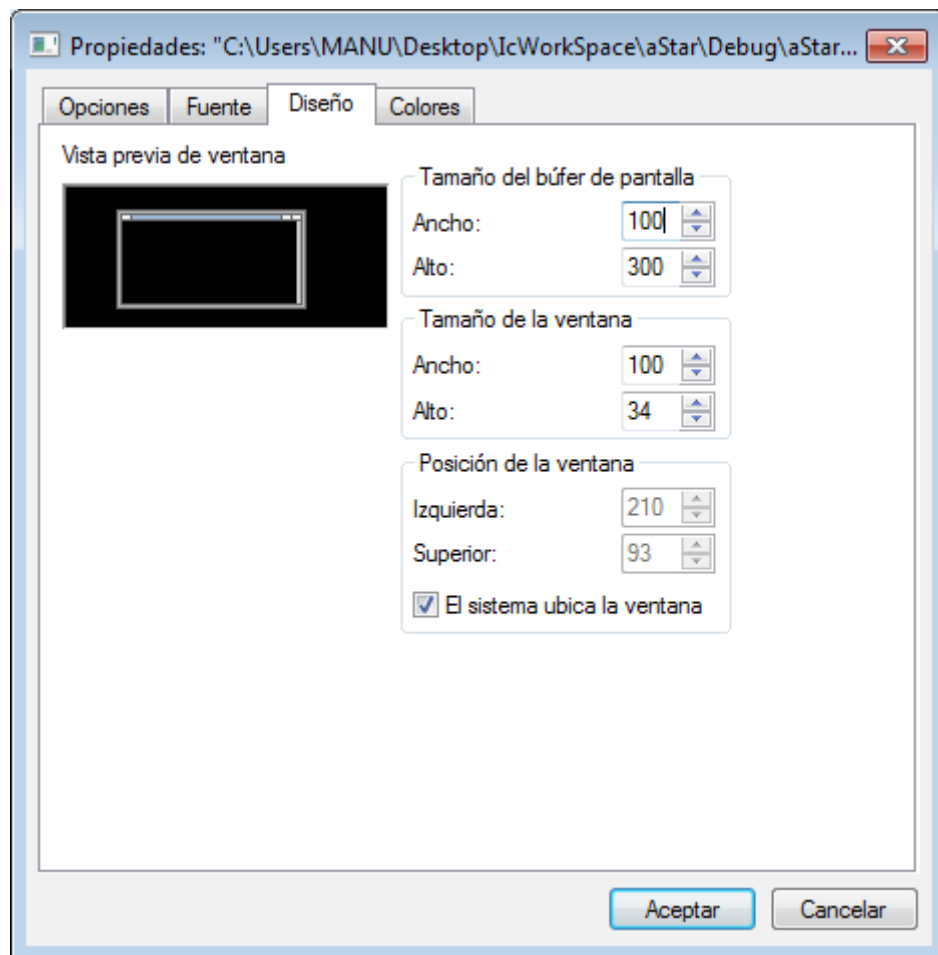 Propiedades: "C:\Users\MANU\Desktop\IcWorkSpace\aStar\Debug\aStar...
Opciones Fuente Diseño Colores
Vista previa de ventana
Tamaño del búfer de pantalla
Ancho: 100
Alto: 300
Tamaño de la ventana
Ancho: 100
Alto: 34
Posición de la ventana
Izquierda: 210
Superior: 93
El sistema ubica la ventana
Aceptar Cancelar